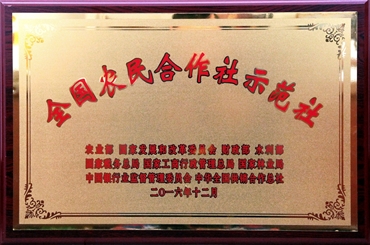 全国农民合作社示范社
农业部 国家发展和改革委员会 财政部 水利部
国家税务总局 国家工商行政管理总局 国家林业局
中国银行业监督管理委员会 中华全国供销合作总社
二〇一六年十二月